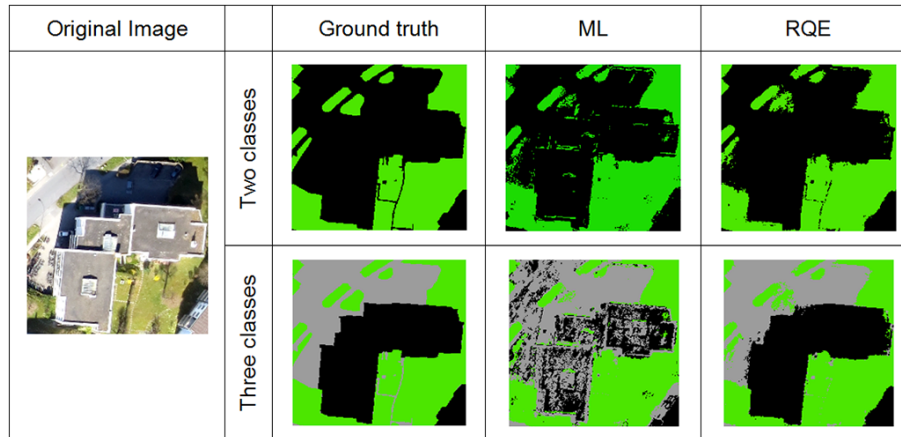 Original Image
Ground truth
ML
RQE
Two classes
Three classes